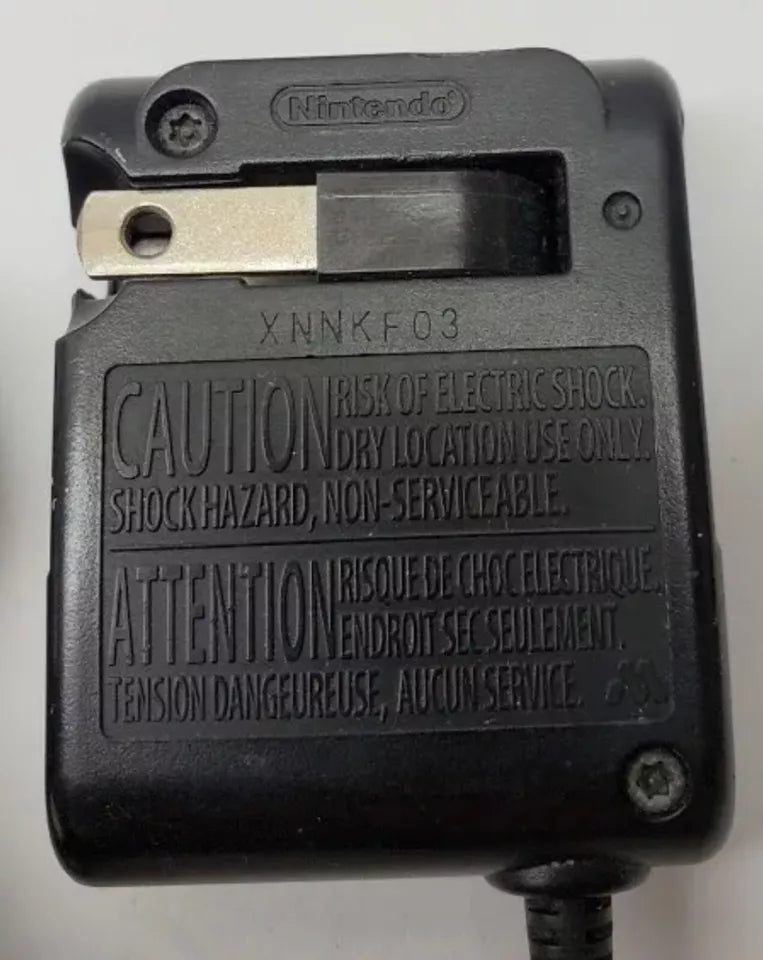 Nintendo®
XNNKF03
CAUTION RISK OF ELECTRIC SHOCK.
DRY LOCATION USE ONLY.
SHOCK HAZARD, NON-SERVICEABLE.
ATTENTION RISQUE DE CHOC ELECTRIQUE.
ENDROIT SEC SEULEMENT.
TENSION DANGEUREUSE, AUCUN SERVICE.